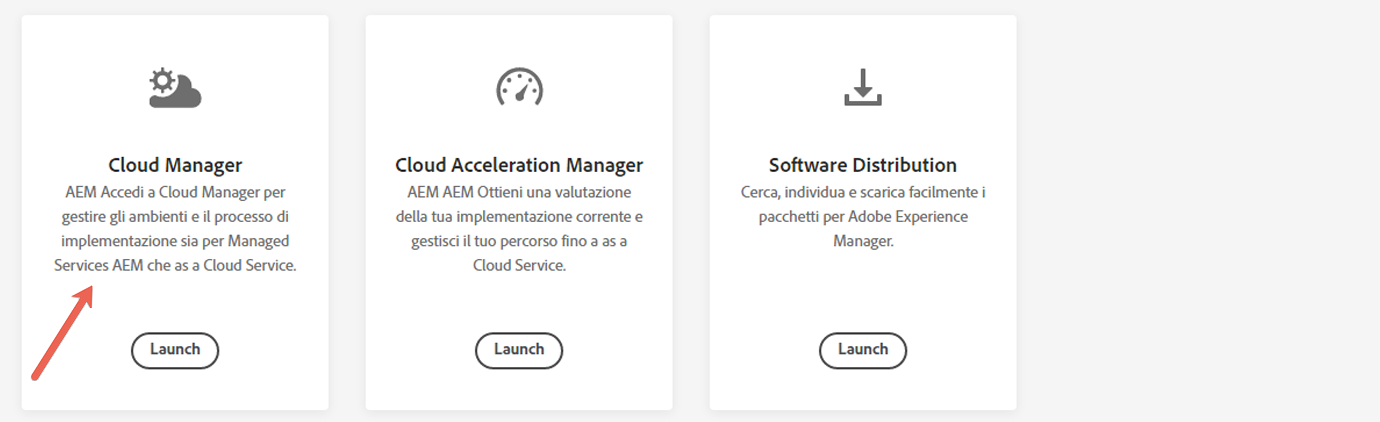 Cloud Manager
AEM Accedi a Cloud Manager per
gestire gli ambienti e il processo di
implementazione sia per Managed
Services AEM che as a Cloud Service.
Launch
Cloud Acceleration Manager
AEM AEM Ottieni una valutazione
della tua implementazione corrente e
gestisci il tuo percorso fino a as a
Cloud Service.
Launch
Software Distribution
Cerca, individua e scarica facilmente i
pacchetti per Adobe Experience
Manager.
Launch